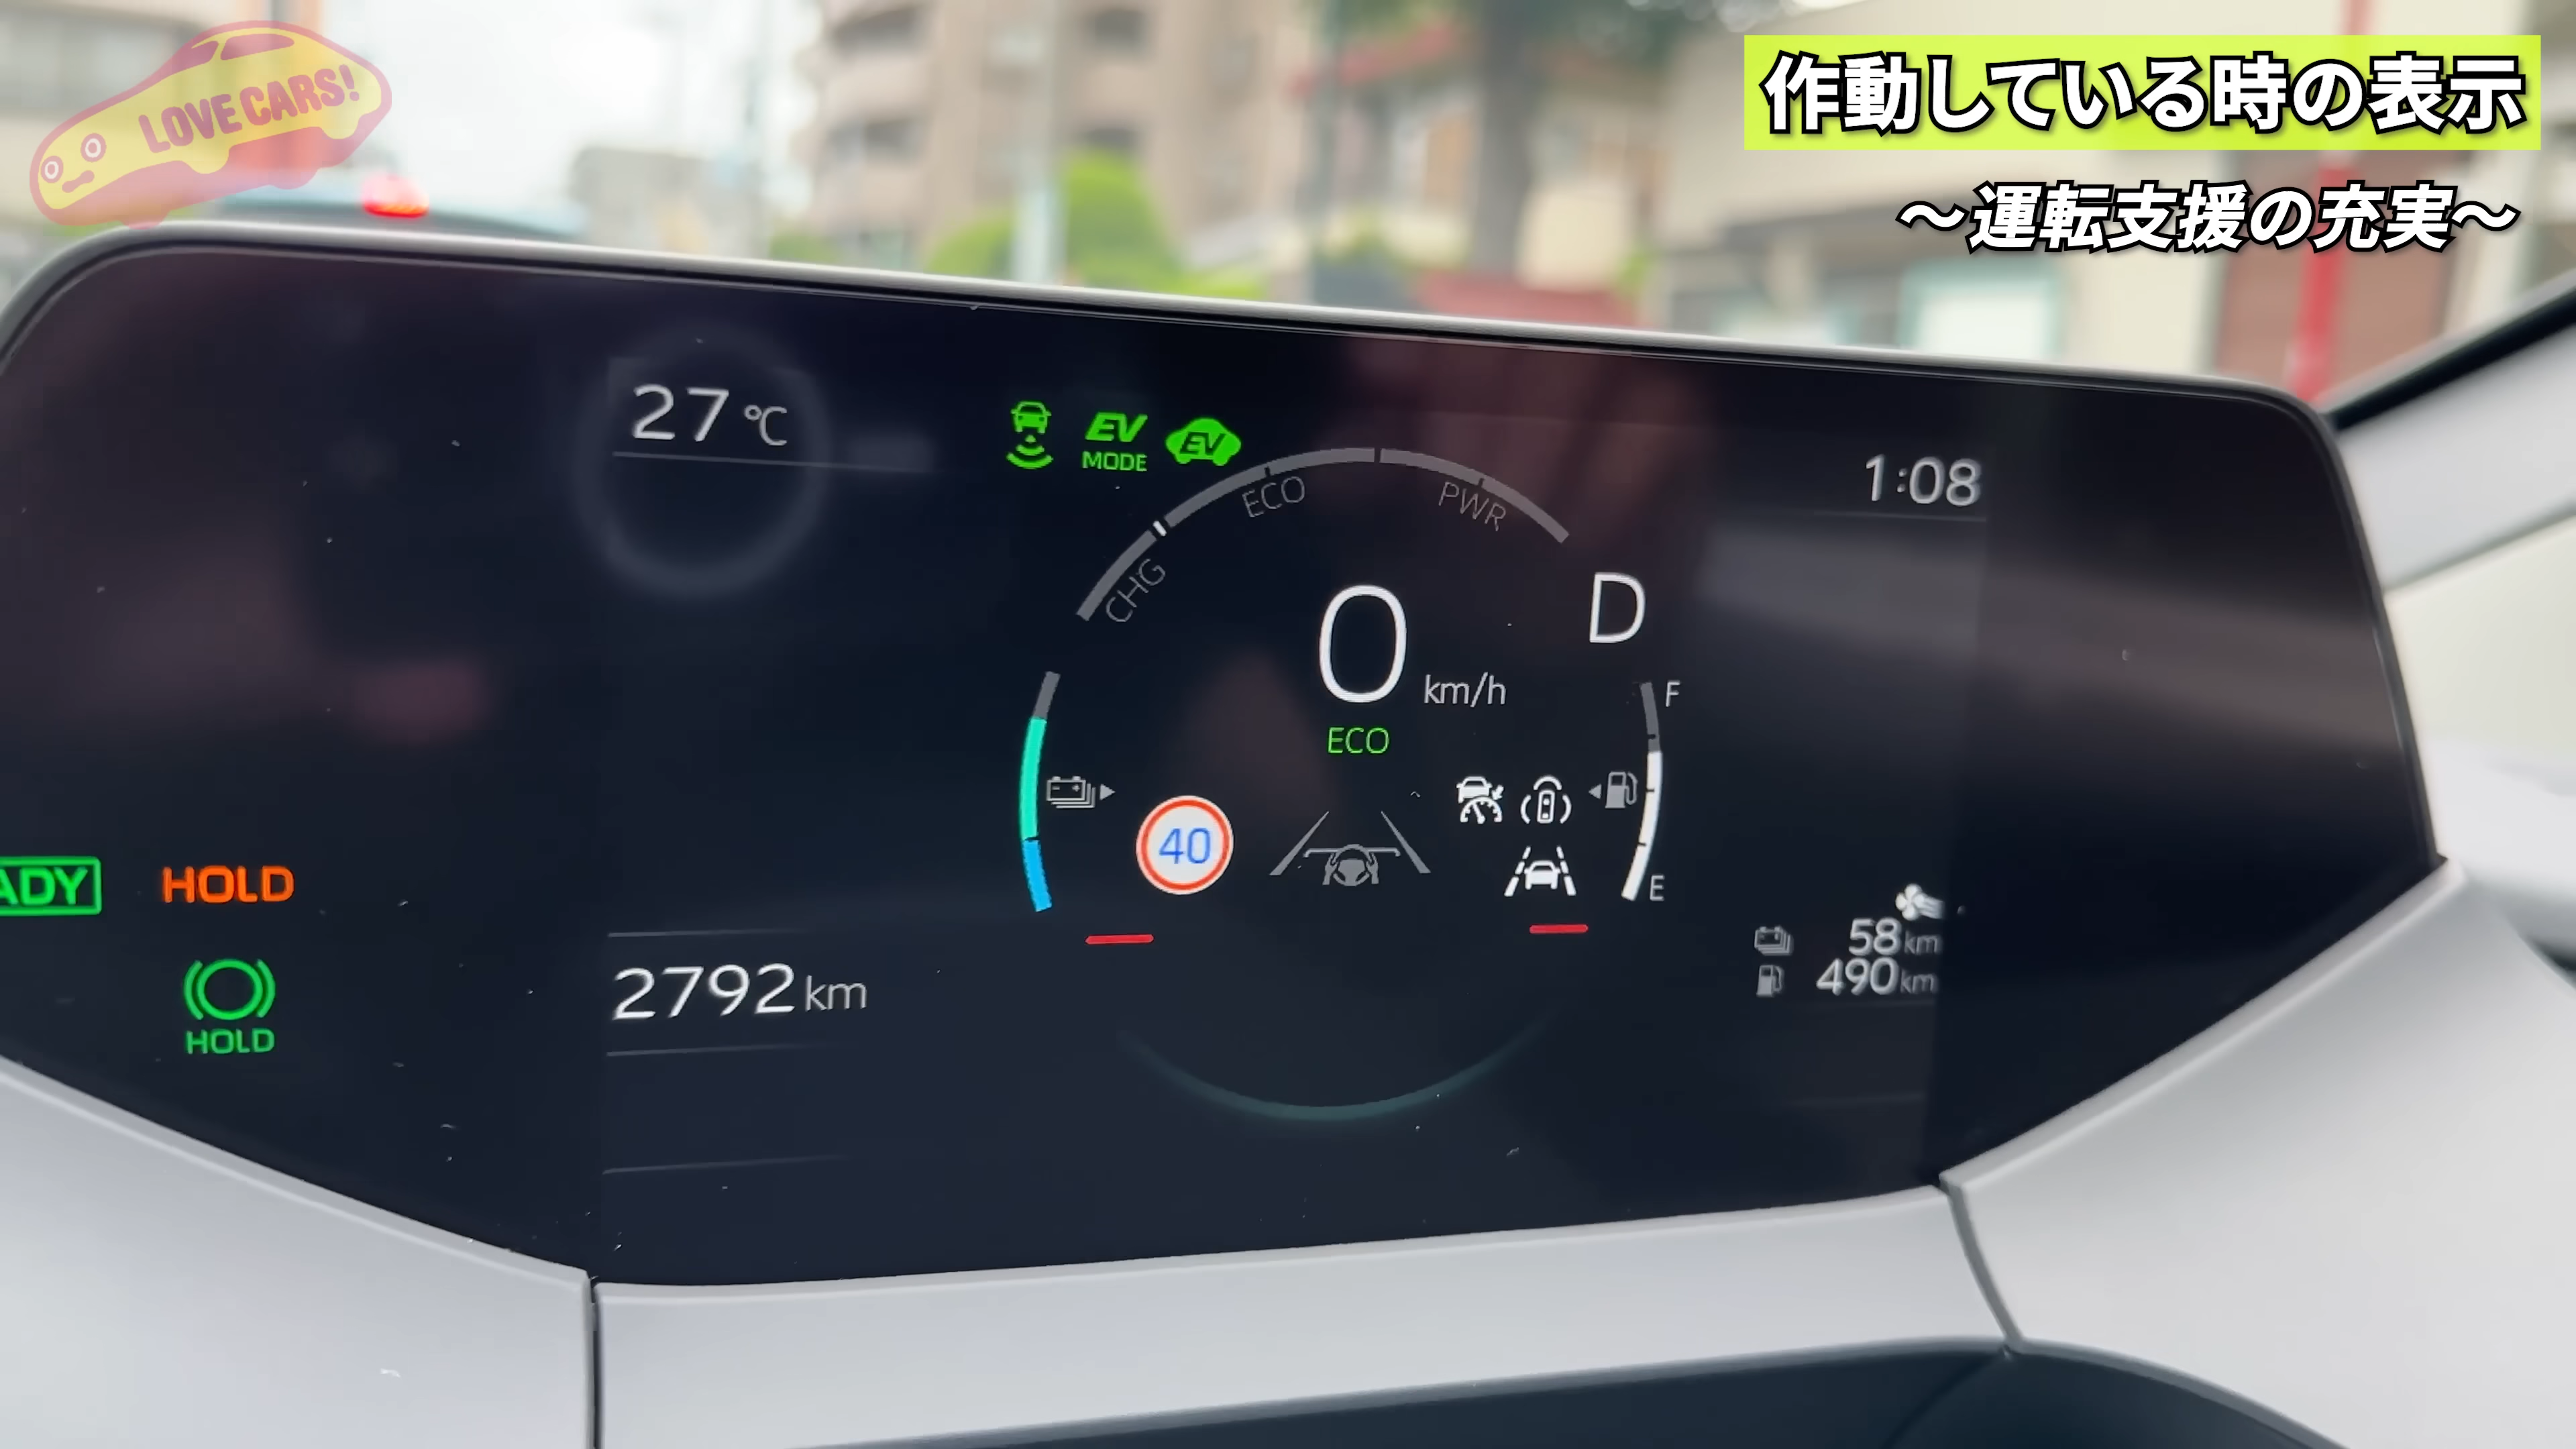 LOVE CARS!
作動している時の表示
～運転支援の充実～
27℃
EV
MODE
EV
1:08
CHG
ECO
PWR
D
0 km/h
ECO
F
40
E
ADY
HOLD
HOLD
2792km
58km
490km